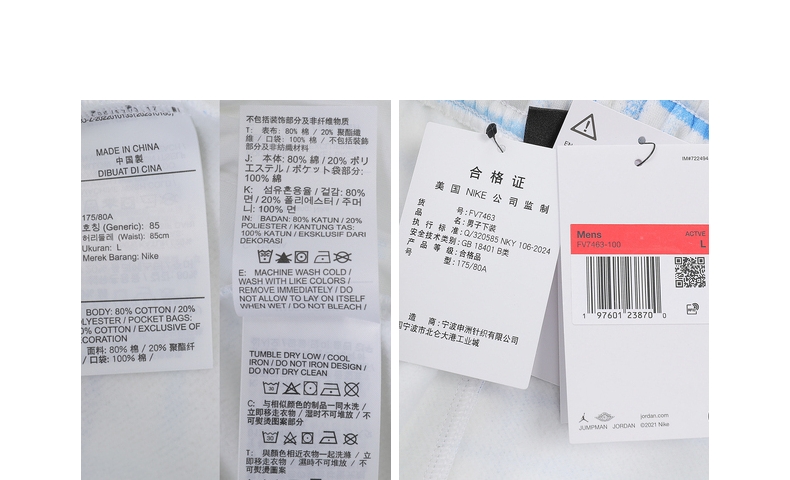 MADE IN CHINA
中国製
DIBUAT DI CINA
175/80A
호칭 (Generic): 85
허리둘레 (Waist): 85cm
Ukuran: L
Merek Barang: Nike
BODY: 80% COTTON / 20%
POLYESTER / POCKET BAGS:
COTTON / EXCLUSIVE OF
面料: 80% 棉 / 20% 聚酯纤
/ 口袋: 100% 棉 /
不包括装饰部分及非纤维物质
T: 表布: 80% 棉 / 20% 聚酯纖
維 / 口袋: 100% 棉 / 不包括裝飾
部分及非紡織材料
J: 本体: 80% 綿 / 20% ポリ
エステル / ポケット袋部分:
100% 綿
K: 섬유혼용율 / 겉감: 80%
면 / 20% 폴리에스터 / 주머
니: 100% 면
IN: BADAN: 80% KATUN / 20%
POLIESTER / KANTUNG TAS:
100% KATUN / EKSKLUSIF DARI
DEKORASI
E: MACHINE WASH COLD /
WASH WITH LIKE COLORS /
REMOVE IMMEDIATELY / DO
NOT ALLOW TO LAY ON ITSELF
WHEN WET / DO NOT BLEACH /
TUMBLE DRY LOW / COOL
IRON / DO NOT IRON DESIGN /
DO NOT DRY CLEAN
C: 与相似颜色的制品一同水洗 /
立即移走衣物 / 湿时不可堆放 / 不
可熨烫图案部分
T: 與顏色相近衣物一起洗滌 / 立
即移走衣物 / 濕時不可堆放 / 不
可熨燙圖案
合格证
美国 NIKE 公司监制
货号: FV7463
品名: 男子下装
执行标准: Q/320585 NKY 106-2024
安全技术类别: GB 18401 B类
产品等级: 合格品
号型: 175/80A
造商: 宁波申洲针织有限公司
宁波市北仑大港工业城
IM#722494
Mens
ACTVE
FV7463-100
L
1 97601 23870 0
JUMPMAN JORDAN
jordan.com
©2021 Nike